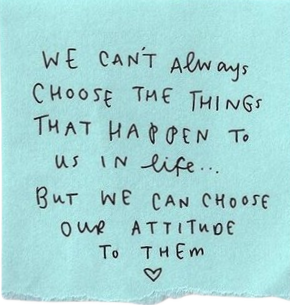 WE CAN'T Always
CHOOSE THE THINGS
THAT HAPPEN To
US IN life...
BUT WE CAN CHOOSE
OUR ATTITUDE
To THEM